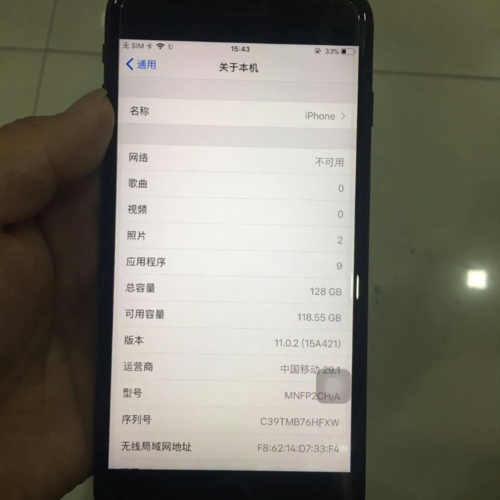 无 SIM 卡 15:43 33%
通用 关于本机
名称 iPhone
网络 不可用
歌曲 0
视频 0
照片 2
应用程序 9
总容量 128 GB
可用容量 118.55 GB
版本 11.0.2 (15A421)
运营商 中国移动 29.1
型号 MNFP2CH/A
序列号 C39TMB76HFXW
无线局域网地址 F8:62:14:D7:33:F4